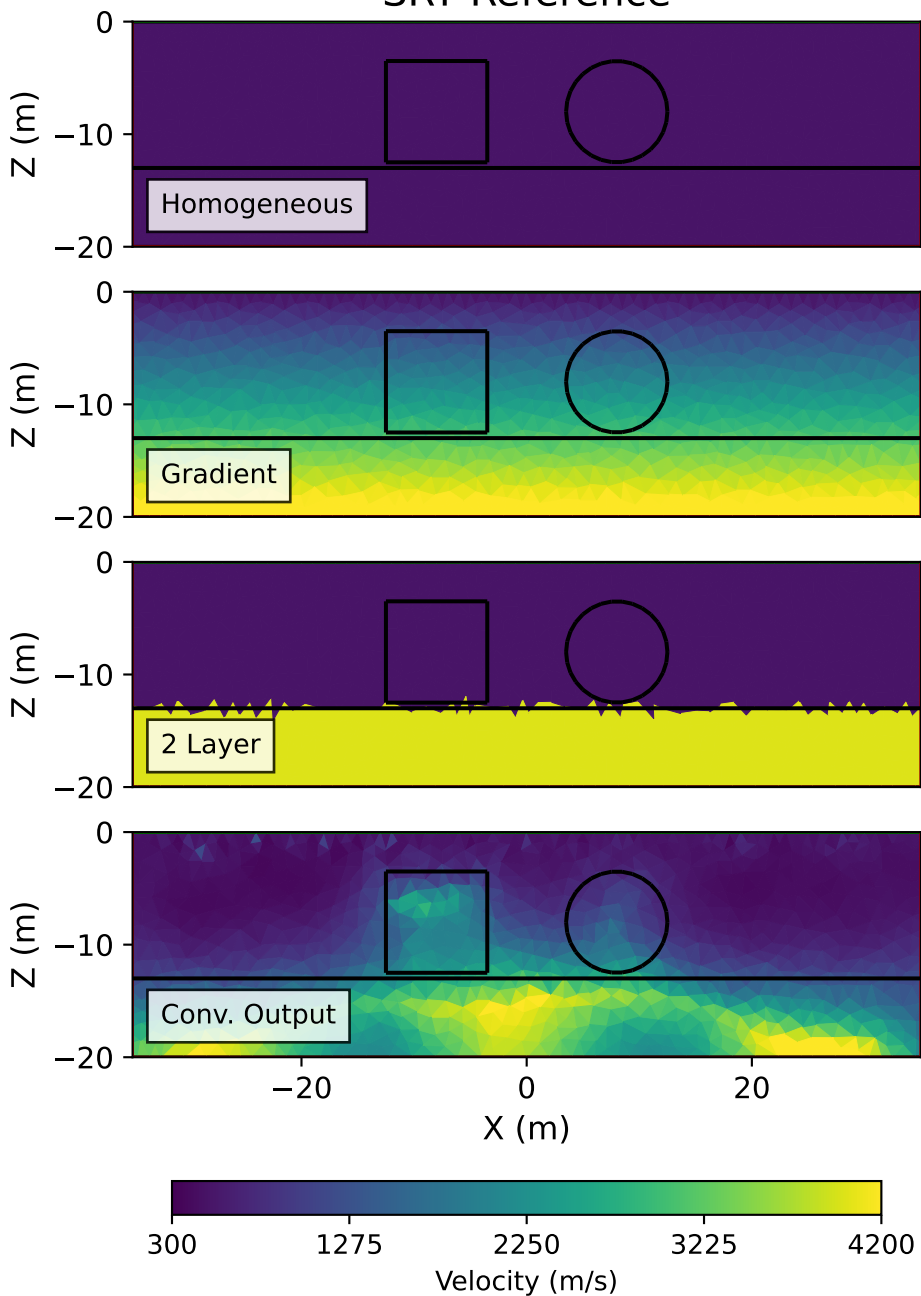 SRT Reference
0
Z (m)
−10
Homogeneous
−20
0
Z (m)
−10
Gradient
−20
0
Z (m)
−10
2 Layer
−20
0
Z (m)
−10
Conv. Output
−20
−20 0 20
X (m)
300 1275 2250 3225 4200
Velocity (m/s)